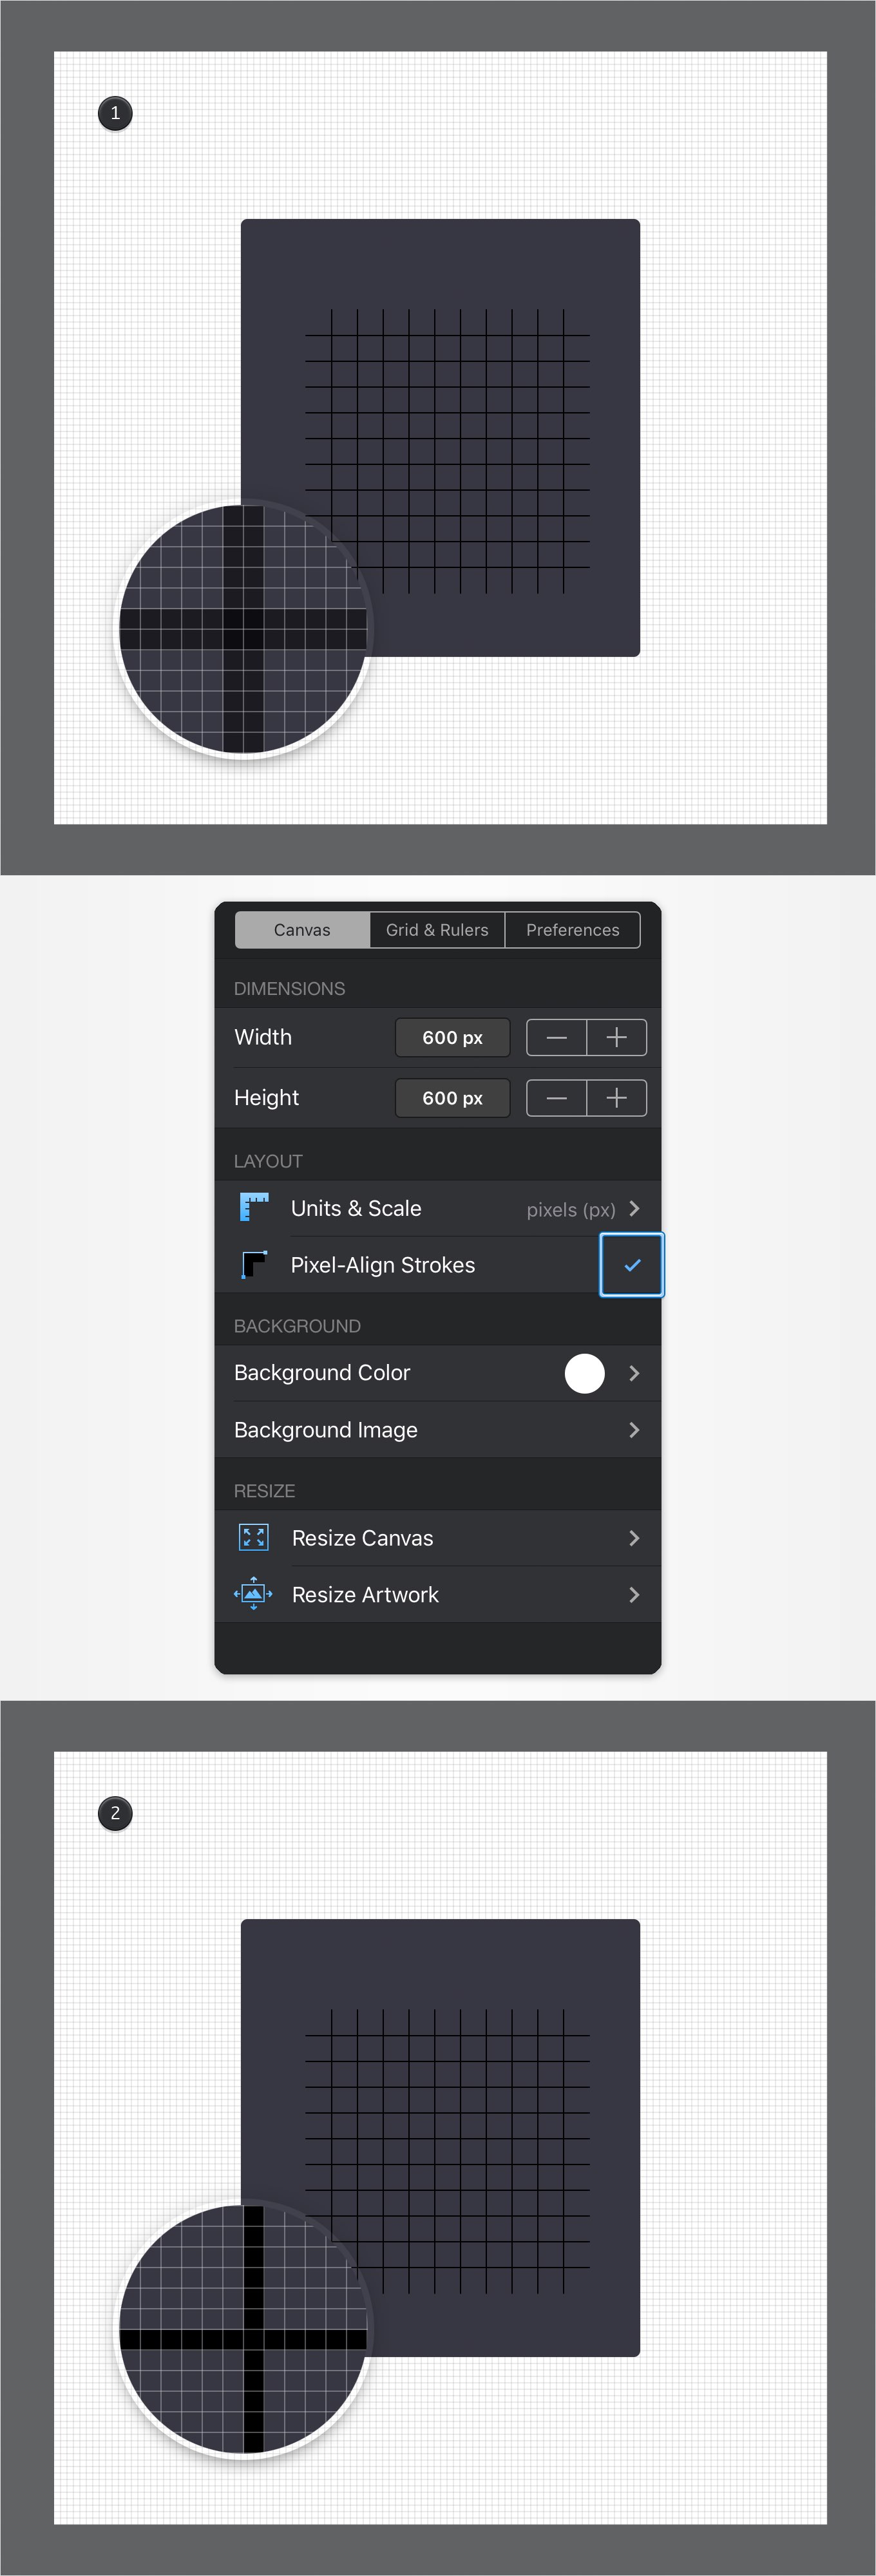 1
Canvas Grid & Rulers Preferences
DIMENSIONS
Width 600 px
Height 600 px
LAYOUT
Units & Scale pixels (px)
Pixel-Align Strokes
BACKGROUND
Background Color
Background Image
RESIZE
Resize Canvas
Resize Artwork
2